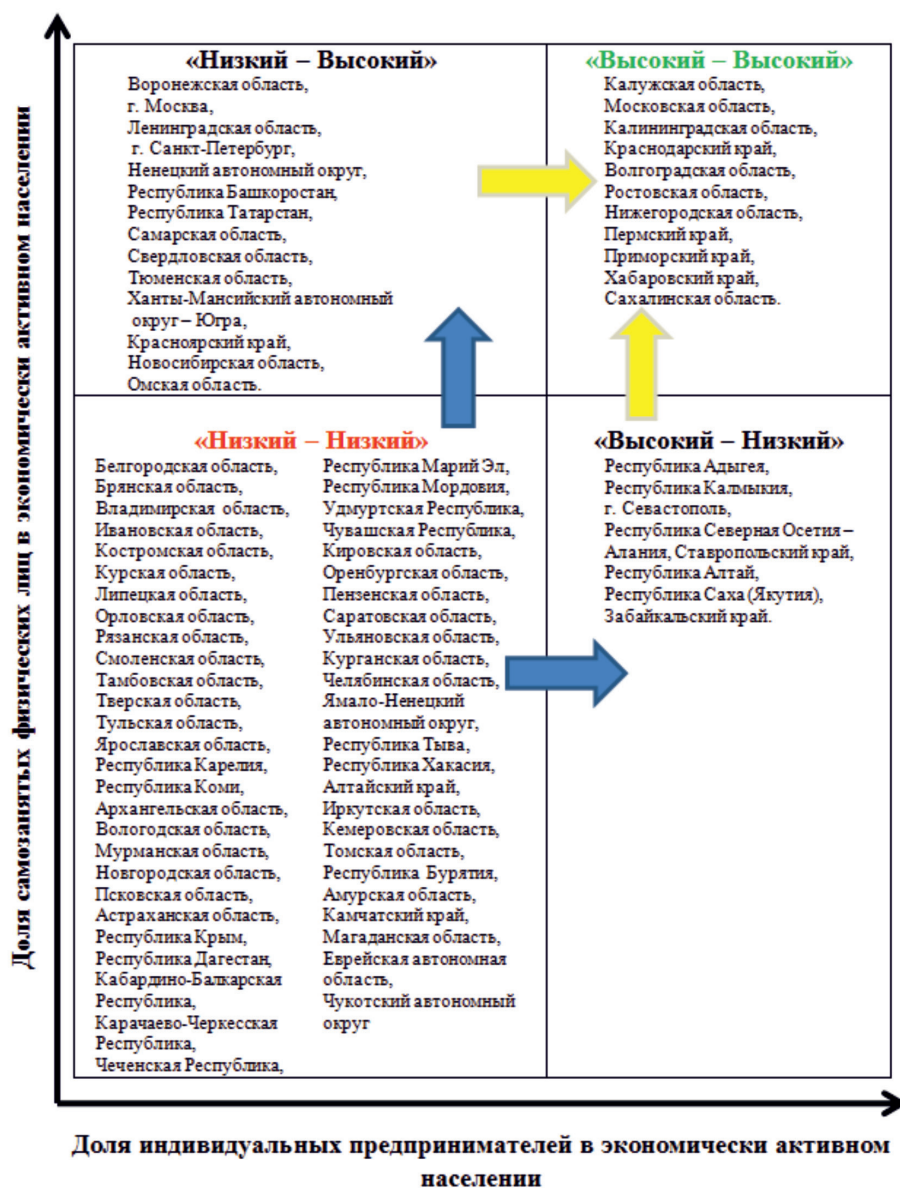 Доля самозанятых физических лиц в экономически активном населении
«Низкий – Высокий»
Воронежская область,
г. Москва,
Ленинградская область,
г. Санкт-Петербург,
Ненецкий автономный округ,
Республика Башкоростан,
Республика Татарстан,
Самарская область,
Свердловская область,
Тюменская область,
Ханты-Мансийский автономный
округ – Югра,
Красноярский край,
Новосибирская область,
Омская область.
«Высокий – Высокий»
Калужская область,
Московская область,
Калининградская область,
Краснодарский край,
Волгоградская область,
Ростовская область,
Нижегородская область,
Пермский край,
Приморский край,
Хабаровский край,
Сахалинская область.
«Низкий – Низкий»
Белгородская область,
Брянская область,
Владимирская область,
Ивановская область,
Костромская область,
Курская область,
Липецкая область,
Орловская область,
Рязанская область,
Смоленская область,
Тамбовская область,
Тверская область,
Тульская область,
Ярославская область,
Республика Карелия,
Республика Коми,
Архангельская область,
Вологодская область,
Мурманская область,
Новгородская область,
Псковская область,
Астраханская область,
Республика Крым,
Республика Дагестан,
Кабардино-Балкарская
Республика,
Карачаево-Черкесская
Республика,
Чеченская Республика,
Республика Марий Эл,
Республика Мордовия,
Удмуртская Республика,
Чувашская Республика,
Кировская область,
Оренбургская область,
Пензенская область,
Саратовская область,
Ульяновская область,
Курганская область,
Челябинская область,
Ямало-Ненецкий
автономный округ,
Республика Тыва,
Республика Хакасия,
Алтайский край,
Иркутская область,
Кемеровская область,
Томская область,
Республика Бурятия,
Амурская область,
Камчатский край,
Магаданская область,
Еврейская автономная
область,
Чукотский автономный
округ
«Высокий – Низкий»
Республика Адыгея,
Республика Калмыкия,
г. Севастополь,
Республика Северная Осетия –
Алания, Ставропольский край,
Республика Алтай,
Республика Саха (Якутия),
Забайкальский край.
Доля индивидуальных предпринимателей в экономически активном
населении